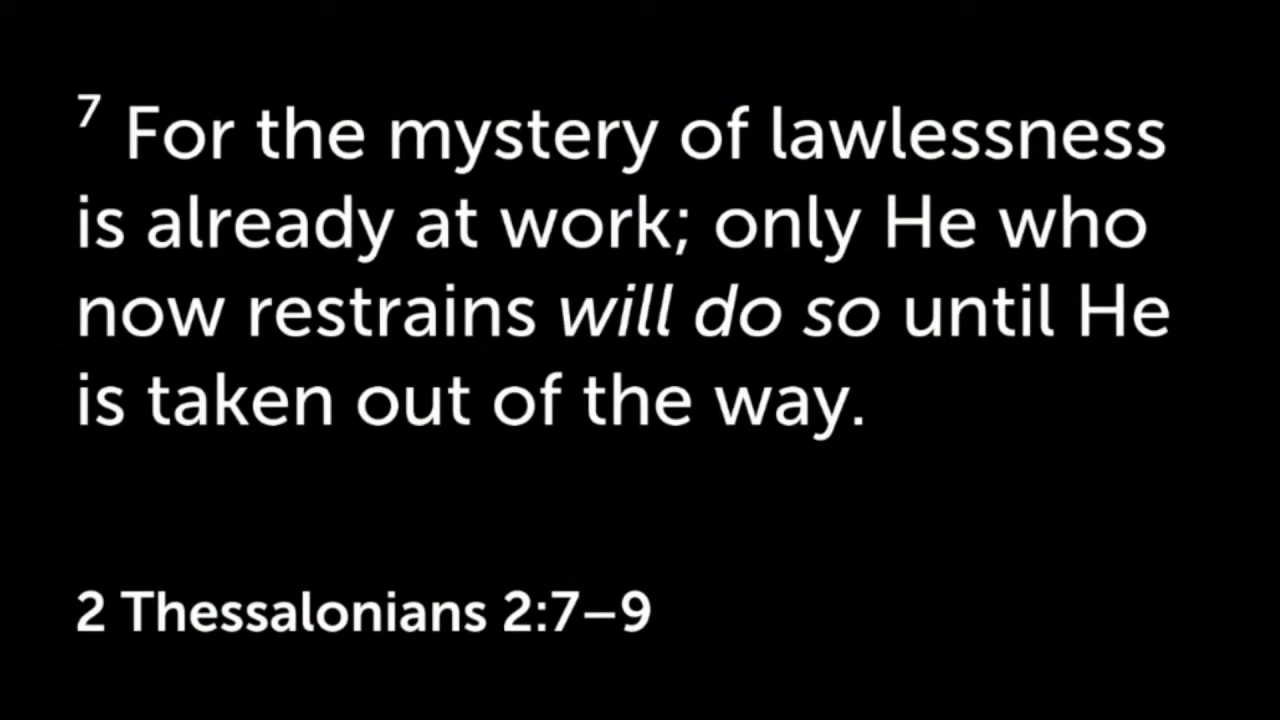 7 For the mystery of lawlessness
is already at work; only He who
now restrains will do so until He
is taken out of the way.
2 Thessalonians 2:7–9